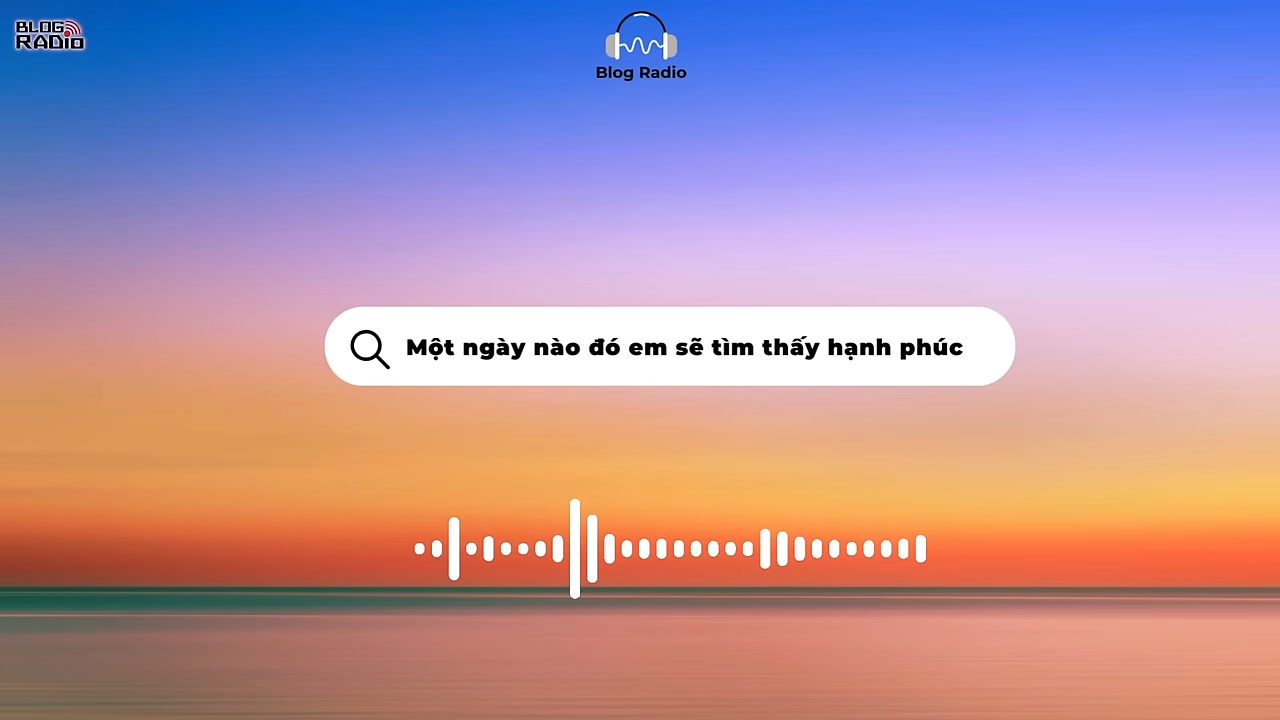 BLOG
RADIO
Blog Radio
Một ngày nào đó em sẽ tìm thấy hạnh phúc